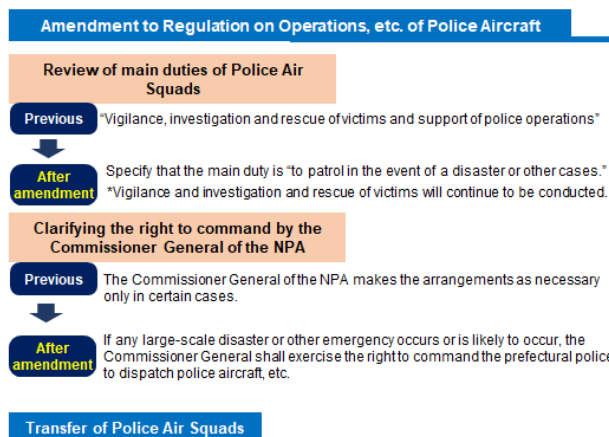 Amendment to Regulation on Operations, etc. of Police Aircraft
Review of main duties of Police Air
Squads
Previous
"Vigilance, investigation and rescue of victims and support of police operations"
After
amendment
Specify that the main duty is "to patrol in the event of a disaster or other cases."
*Vigilance and investigation and rescue of victims will continue to be conducted.
Clarifying the right to command by the
Commissioner General of the NPA
Previous
The Commissioner General of the NPA makes the arrangements as necessary
only in certain cases.
After
amendment
If any large-scale disaster or other emergency occurs or is likely to occur, the
Commissioner General shall exercise the right to command the prefectural police
to dispatch police aircraft, etc.
Transfer of Police Air Squads